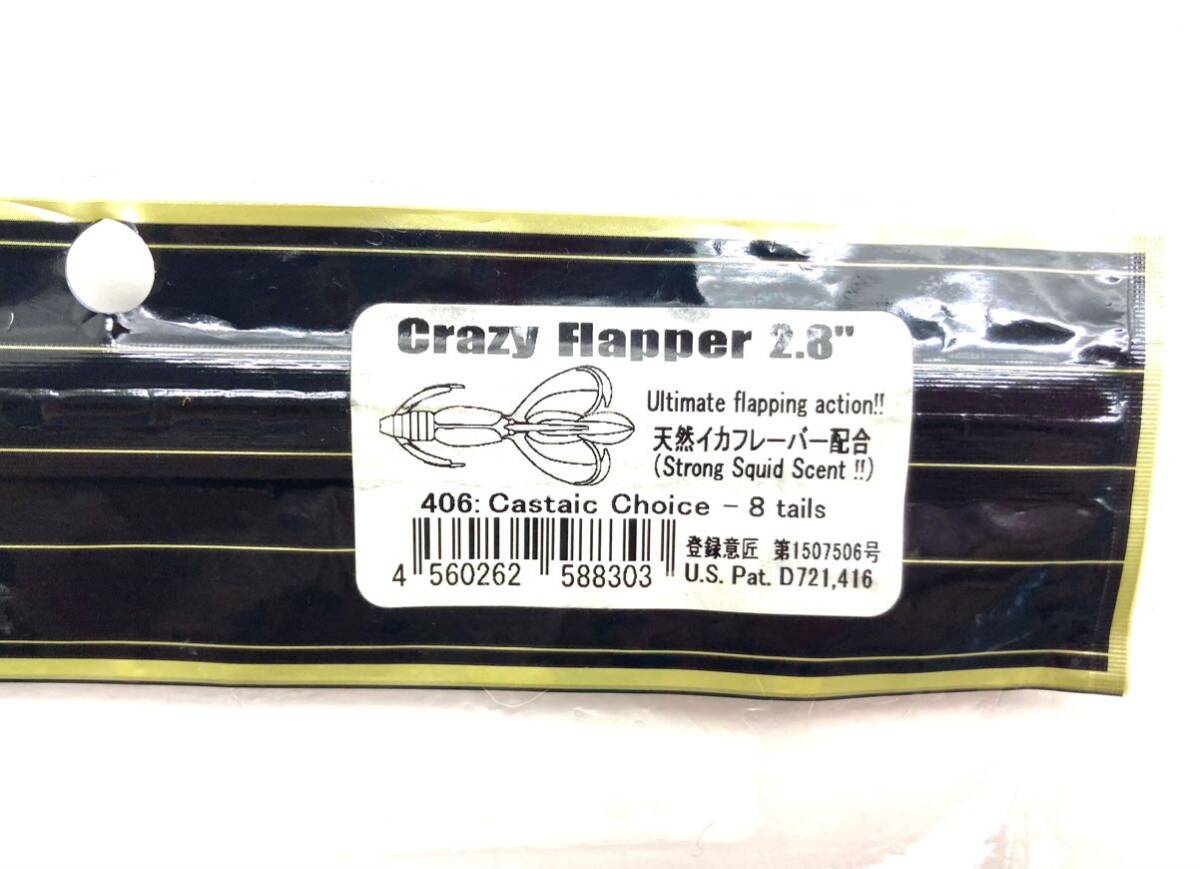 Crazy Flapper 2.8"
Ultimate flapping action!!
天然イカフレーバー配合
(Strong Squid Scent !!)
406: Castaic Choice - 8 tails
登録意匠 第1507506号
4 560262 588303
U.S. Pat. D721,416